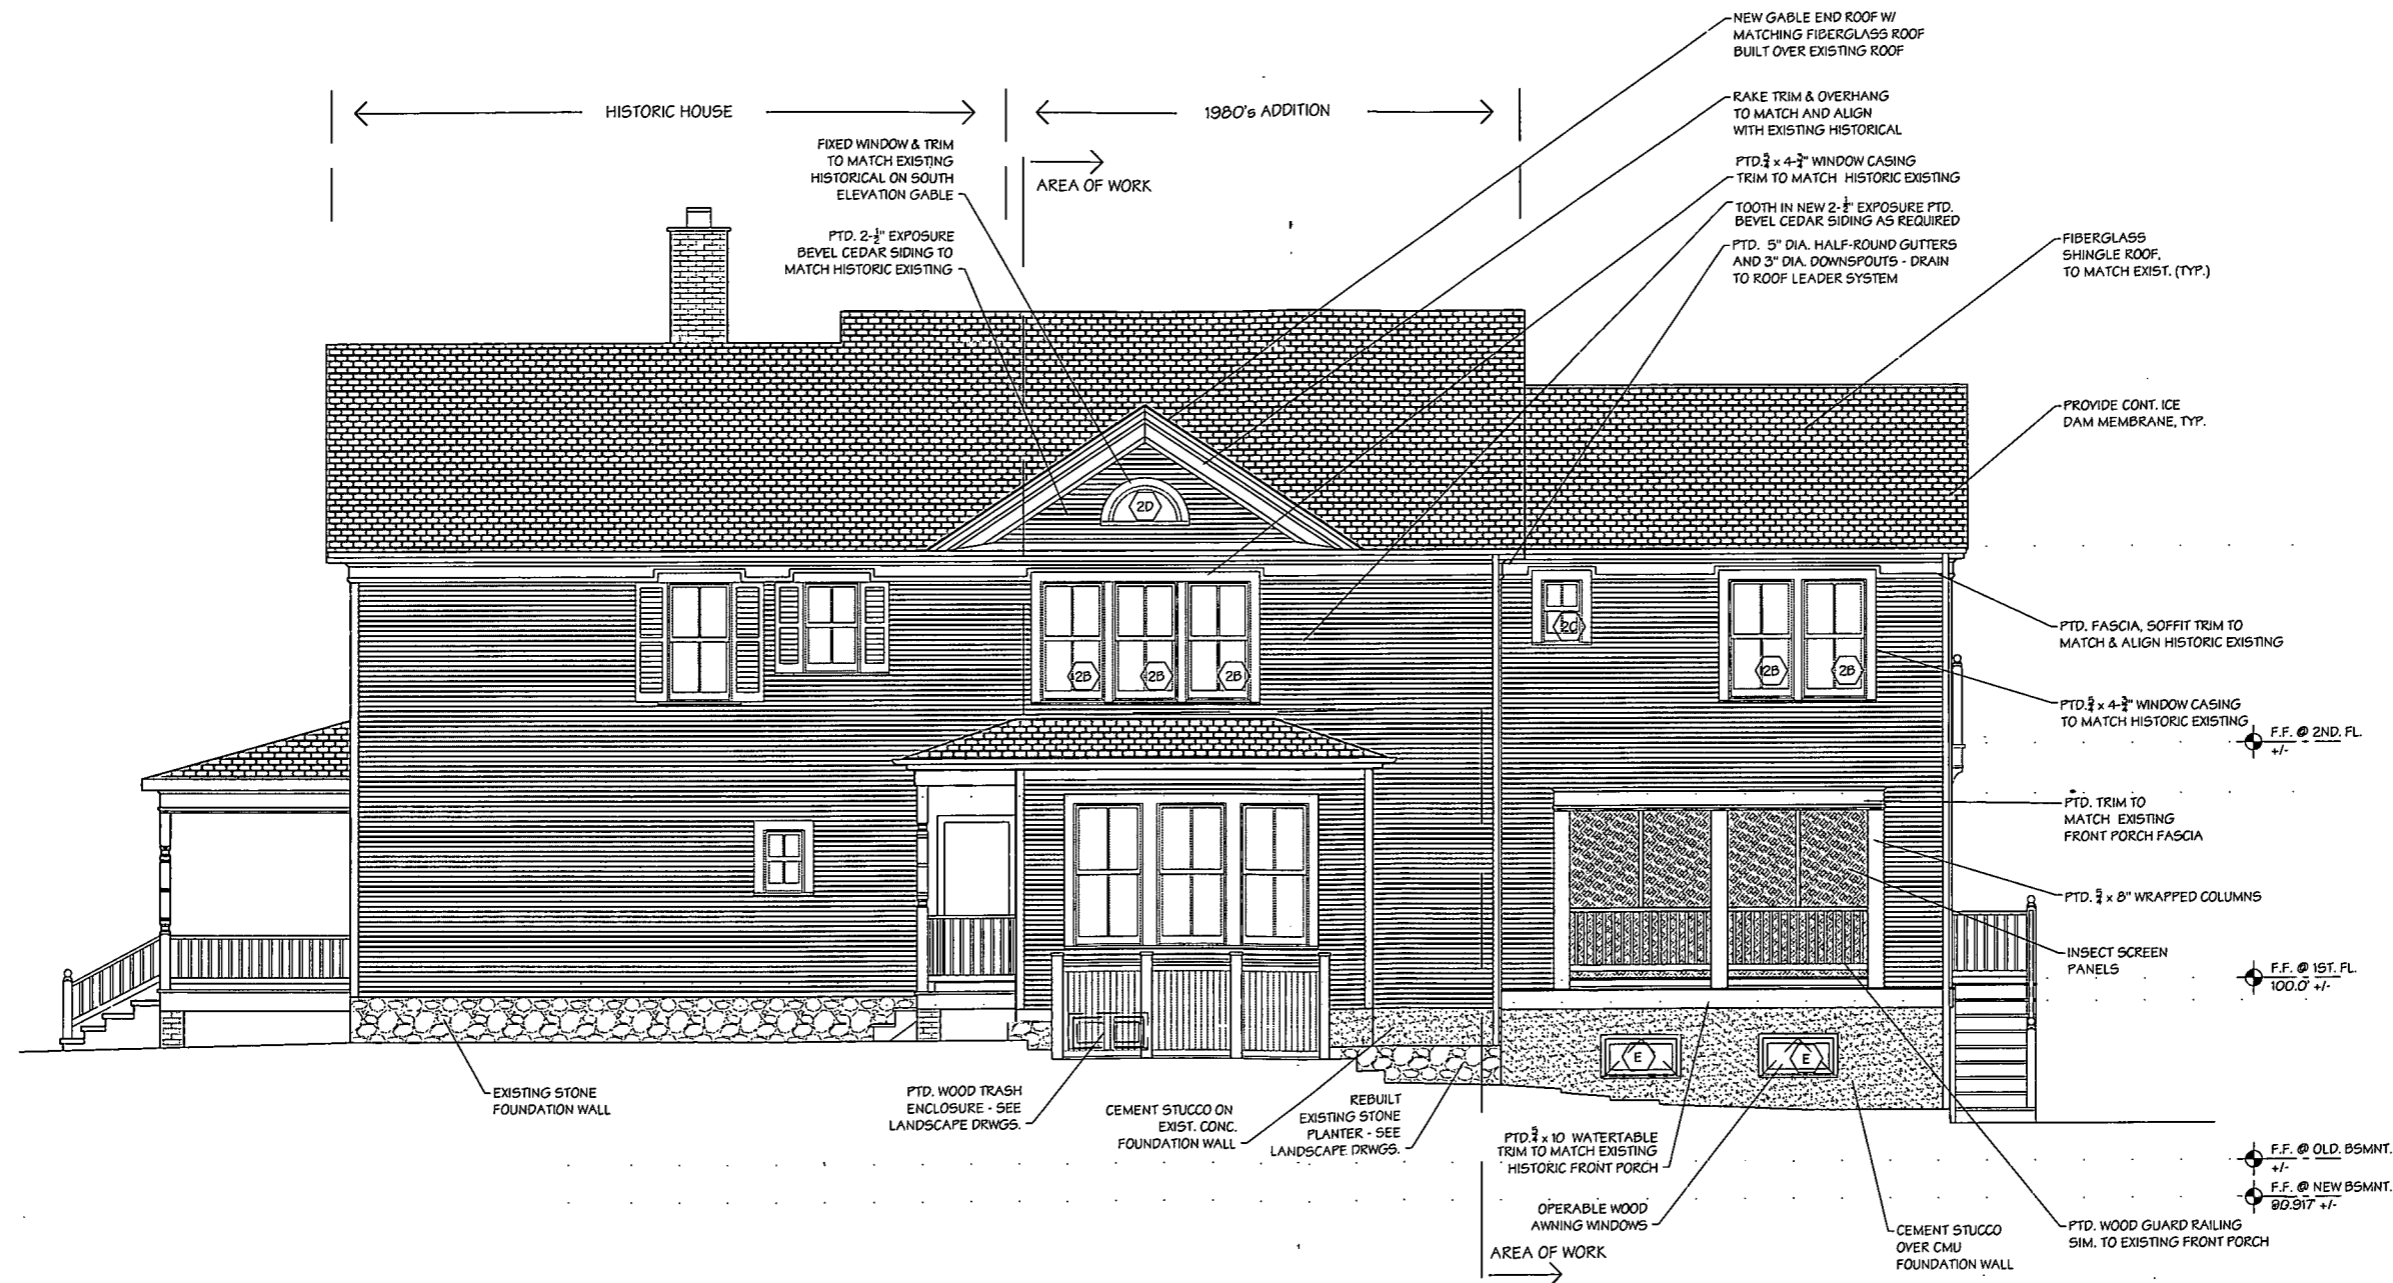 NEW GABLE END ROOF W/
MATCHING FIBERGLASS ROOF
BUILT OVER EXISTING ROOF
HISTORIC HOUSE
1980's ADDITION
RAKE TRIM & OVERHANG
TO MATCH AND ALIGN
WITH EXISTING HISTORICAL
FIXED WINDOW & TRIM
TO MATCH EXISTING
HISTORICAL ON SOUTH
ELEVATION GABLE
AREA OF WORK
PTD. 5/4 x 4-3/4" WINDOW CASING
TRIM TO MATCH HISTORIC EXISTING
TOOTH IN NEW 2-1/2" EXPOSURE PTD.
BEVEL CEDAR SIDING AS REQUIRED
PTD. 2-1/2" EXPOSURE
BEVEL CEDAR SIDING TO
MATCH HISTORIC EXISTING
PTD. 5" DIA. HALF-ROUND GUTTERS
AND 3" DIA. DOWNSPOUTS - DRAIN
TO ROOF LEADER SYSTEM
FIBERGLASS
SHINGLE ROOF,
TO MATCH EXIST. (TYP.)
PROVIDE CONT. ICE
DAM MEMBRANE, TYP.
2D
2C
PTD. FASCIA, SOFFIT TRIM TO
MATCH & ALIGN HISTORIC EXISTING
2B
2B
2B
2B
2B
PTD. 5/4 x 4-3/4" WINDOW CASING
TO MATCH HISTORIC EXISTING
F.F. @ 2ND. FL.
+/-
PTD. TRIM TO
MATCH EXISTING
FRONT PORCH FASCIA
PTD. 5/4 x 8" WRAPPED COLUMNS
INSECT SCREEN
PANELS
F.F. @ 1ST. FL.
100.0' +/-
E
E
EXISTING STONE
FOUNDATION WALL
PTD. WOOD TRASH
ENCLOSURE - SEE
LANDSCAPE DRWGS.
CEMENT STUCCO ON
EXIST. CONC.
FOUNDATION WALL
REBUILT
EXISTING STONE
PLANTER - SEE
LANDSCAPE DRWGS.
PTD. 5/4 x 10 WATERTABLE
TRIM TO MATCH EXISTING
HISTORIC FRONT PORCH
F.F. @ OLD. BSMNT.
+/-
F.F. @ NEW BSMNT.
+/-
OPERABLE WOOD
AWNING WINDOWS
CEMENT STUCCO
OVER CMU
FOUNDATION WALL
PTD. WOOD GUARD RAILING
SIM. TO EXISTING FRONT PORCH
AREA OF WORK